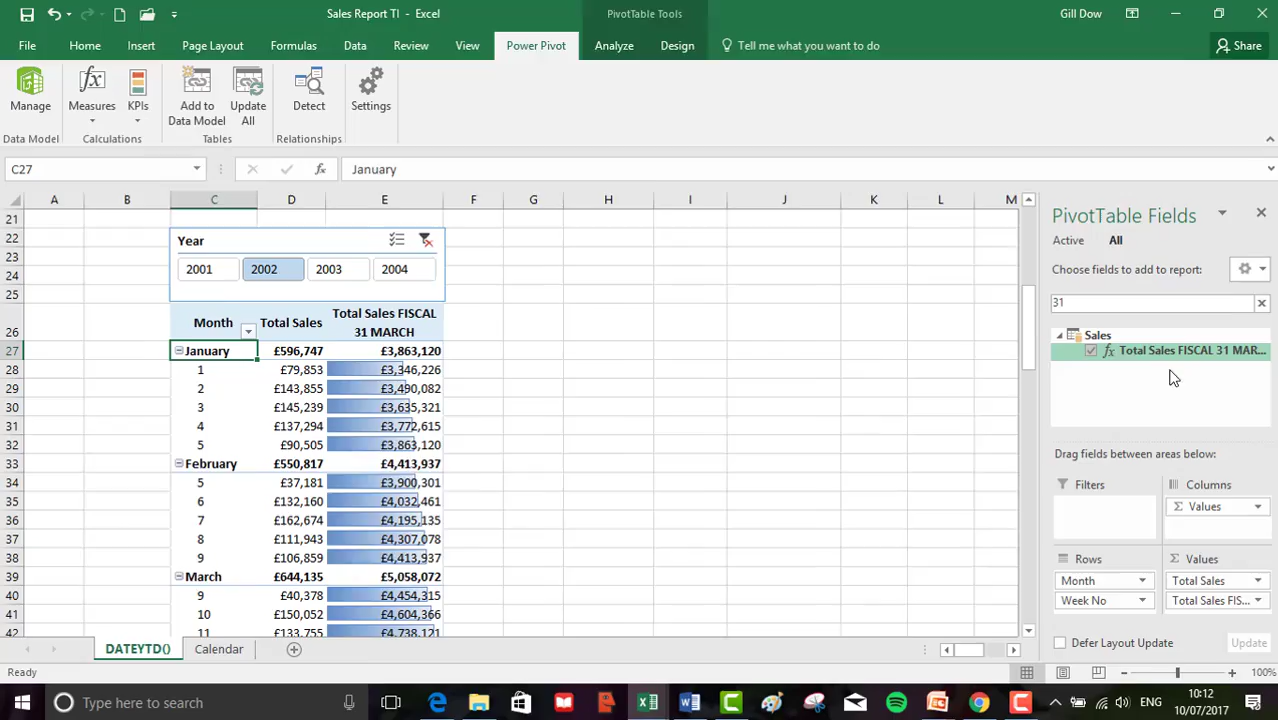 Sales Report TI - Excel
PivotTable Tools
Gill Dow
File Home Insert Page Layout Formulas Data Review View Power Pivot Analyze Design Tell me what you want to do Share
Manage Measures KPIs Add to Data Model Update All Detect Settings
Data Model Calculations Tables Relationships
C27 fx January
A B C D E F G H I J K L M
21
22 Year
23 2001 2002 2003 2004
24
25
26 Month Total Sales Total Sales FISCAL 31 MARCH
27 January £596,747 £3,863,120
28 1 £79,853 £3,346,226
29 2 £143,855 £3,490,082
30 3 £145,239 £3,635,321
31 4 £137,294 £3,772,615
32 5 £90,505 £3,863,120
33 February £550,817 £4,413,937
34 5 £37,181 £3,900,301
35 6 £132,160 £4,032,461
36 7 £162,674 £4,195,135
37 8 £111,943 £4,307,078
38 9 £106,859 £4,413,937
39 March £644,135 £5,058,072
40 9 £40,378 £4,454,315
41 10 £150,052 £4,604,366
42 11 £133,755 £4,738,121
PivotTable Fields
Active All
Choose fields to add to report:
31
Sales
fx Total Sales FISCAL 31 MAR...
Drag fields between areas below:
Filters Columns
Σ Values
Rows Σ Values
Month Total Sales
Week No Total Sales FIS...
Defer Layout Update Update
DATEYTD() Calendar
Ready 100%
Type here to search
ENG
10:12
10/07/2017